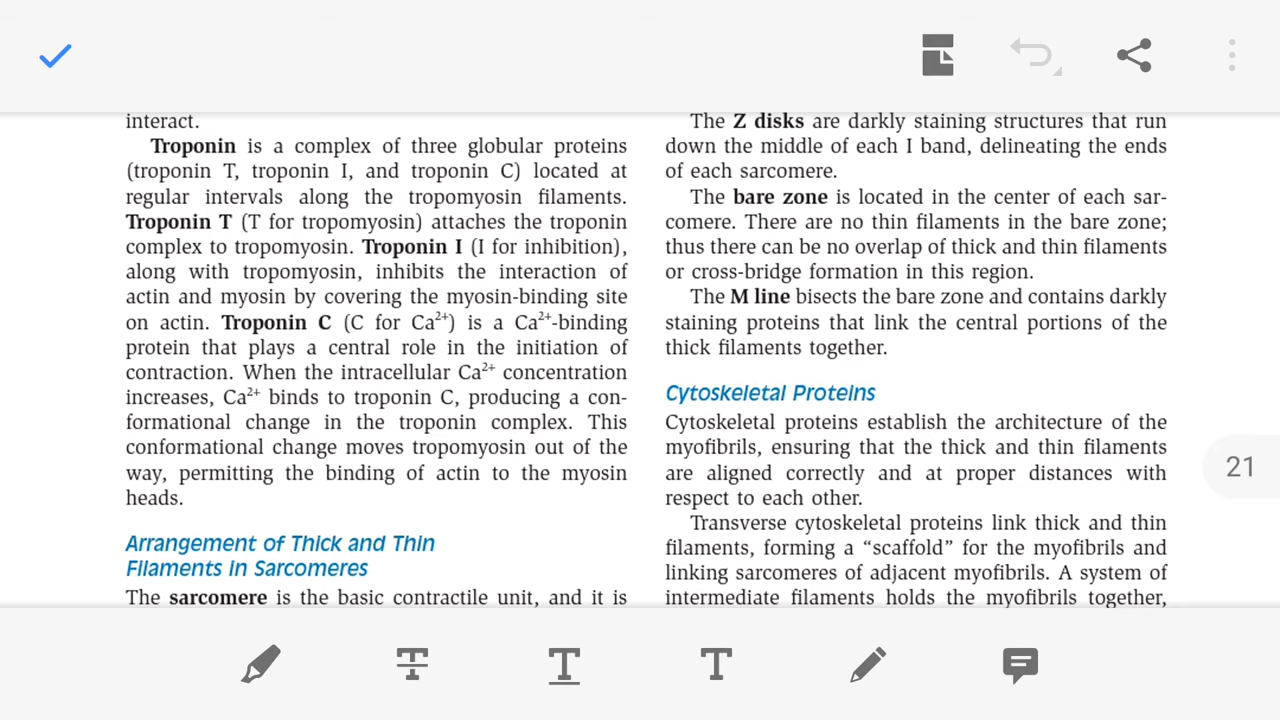 interact.
Troponin is a complex of three globular proteins
(troponin T, troponin I, and troponin C) located at
regular intervals along the tropomyosin filaments.
Troponin T (T for tropomyosin) attaches the troponin
complex to tropomyosin. Troponin I (I for inhibition),
along with tropomyosin, inhibits the interaction of
actin and myosin by covering the myosin-binding site
on actin. Troponin C (C for Ca²⁺) is a Ca²⁺-binding
protein that plays a central role in the initiation of
contraction. When the intracellular Ca²⁺ concentration
increases, Ca²⁺ binds to troponin C, producing a con-
formational change in the troponin complex. This
conformational change moves tropomyosin out of the
way, permitting the binding of actin to the myosin
heads.
Arrangement of Thick and Thin
Filaments in Sarcomeres
The sarcomere is the basic contractile unit, and it is
The Z disks are darkly staining structures that run
down the middle of each I band, delineating the ends
of each sarcomere.
The bare zone is located in the center of each sar-
comere. There are no thin filaments in the bare zone;
thus there can be no overlap of thick and thin filaments
or cross-bridge formation in this region.
The M line bisects the bare zone and contains darkly
staining proteins that link the central portions of the
thick filaments together.
Cytoskeletal Proteins
Cytoskeletal proteins establish the architecture of the
myofibrils, ensuring that the thick and thin filaments
are aligned correctly and at proper distances with
respect to each other.
Transverse cytoskeletal proteins link thick and thin
filaments, forming a “scaffold” for the myofibrils and
linking sarcomeres of adjacent myofibrils. A system of
intermediate filaments holds the myofibrils together,
21